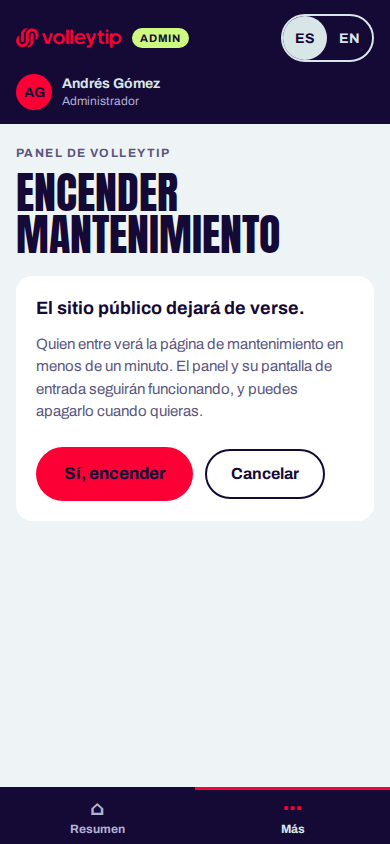 volleytip ADMIN ES EN
AG Andrés Gómez
Administrador
PANEL DE VOLLEYTIP
ENCENDER
MANTENIMIENTO
El sitio público dejará de verse.
Quien entre verá la página de mantenimiento en
menos de un minuto. El panel y su pantalla de
entrada seguirán funcionando, y puedes
apagarlo cuando quieras.
Sí, encender Cancelar
Resumen Más